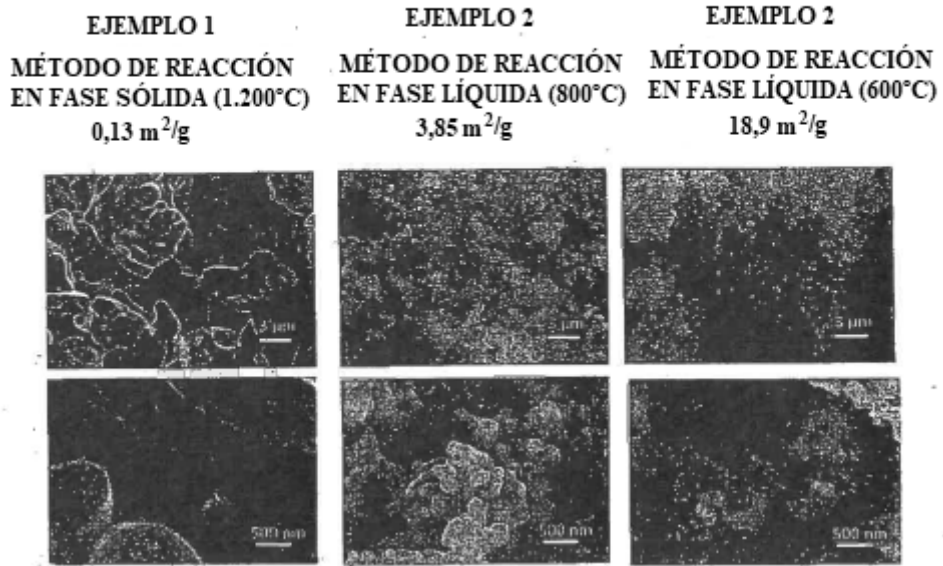 EJEMPLO 1
MÉTODO DE REACCIÓN
EN FASE SÓLIDA (1.200°C)
0,13 m²/g
EJEMPLO 2
MÉTODO DE REACCIÓN
EN FASE LÍQUIDA (800°C)
3,85 m²/g
EJEMPLO 2
MÉTODO DE REACCIÓN
EN FASE LÍQUIDA (600°C)
18,9 m²/g
µm
µm
5 µm
500 nm
500 nm
500 nm